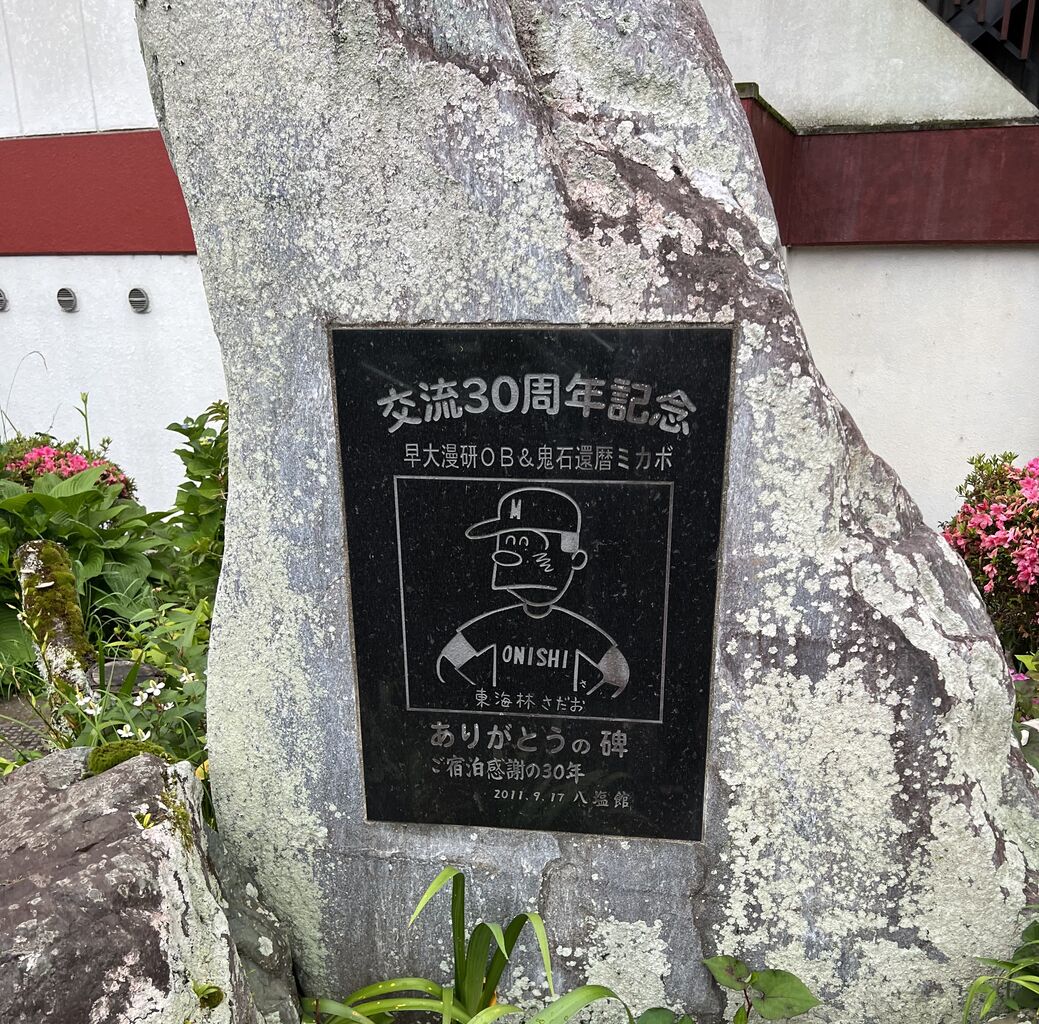 交流30周年記念
早大漫研OB&鬼石還暦ミカボ
M
ONISHI
さ
東海林さだお
ありがとうの碑
ご宿泊感謝の30年
2011.9.17 八塩館